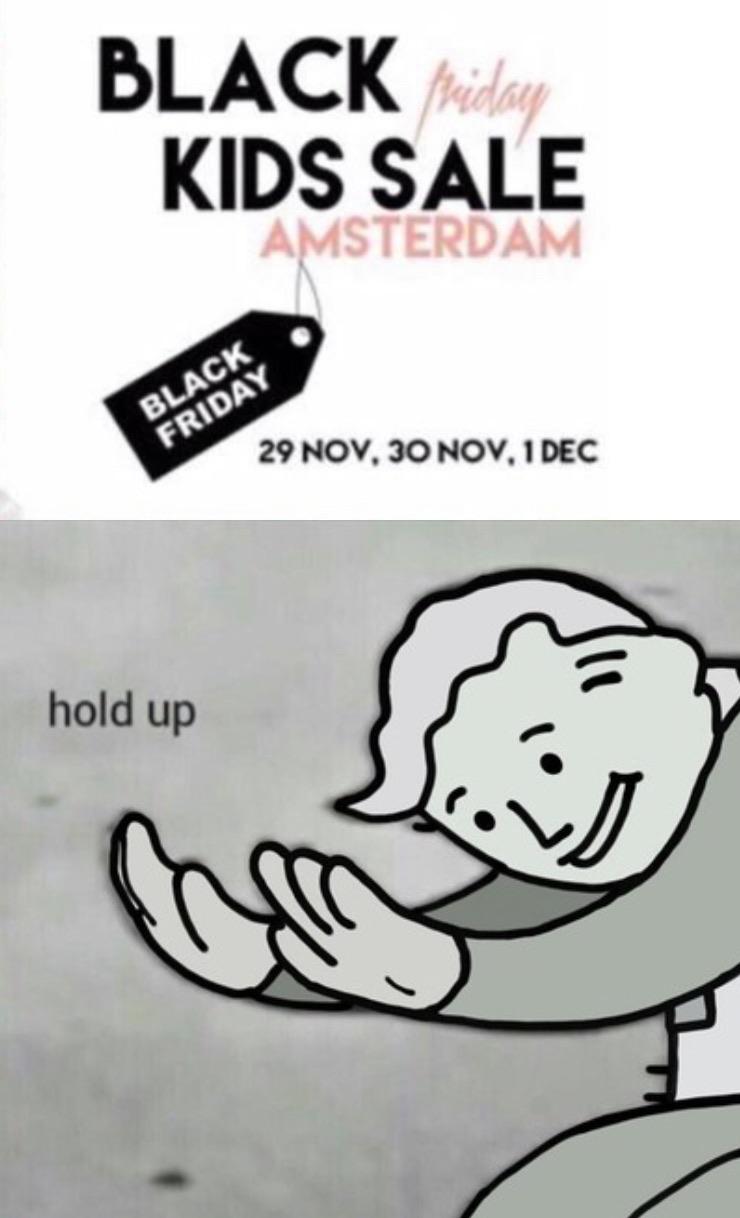 BLACK friday
KIDS SALE
AMSTERDAM
BLACK
FRIDAY
29 NOV, 30 NOV, 1 DEC
hold up